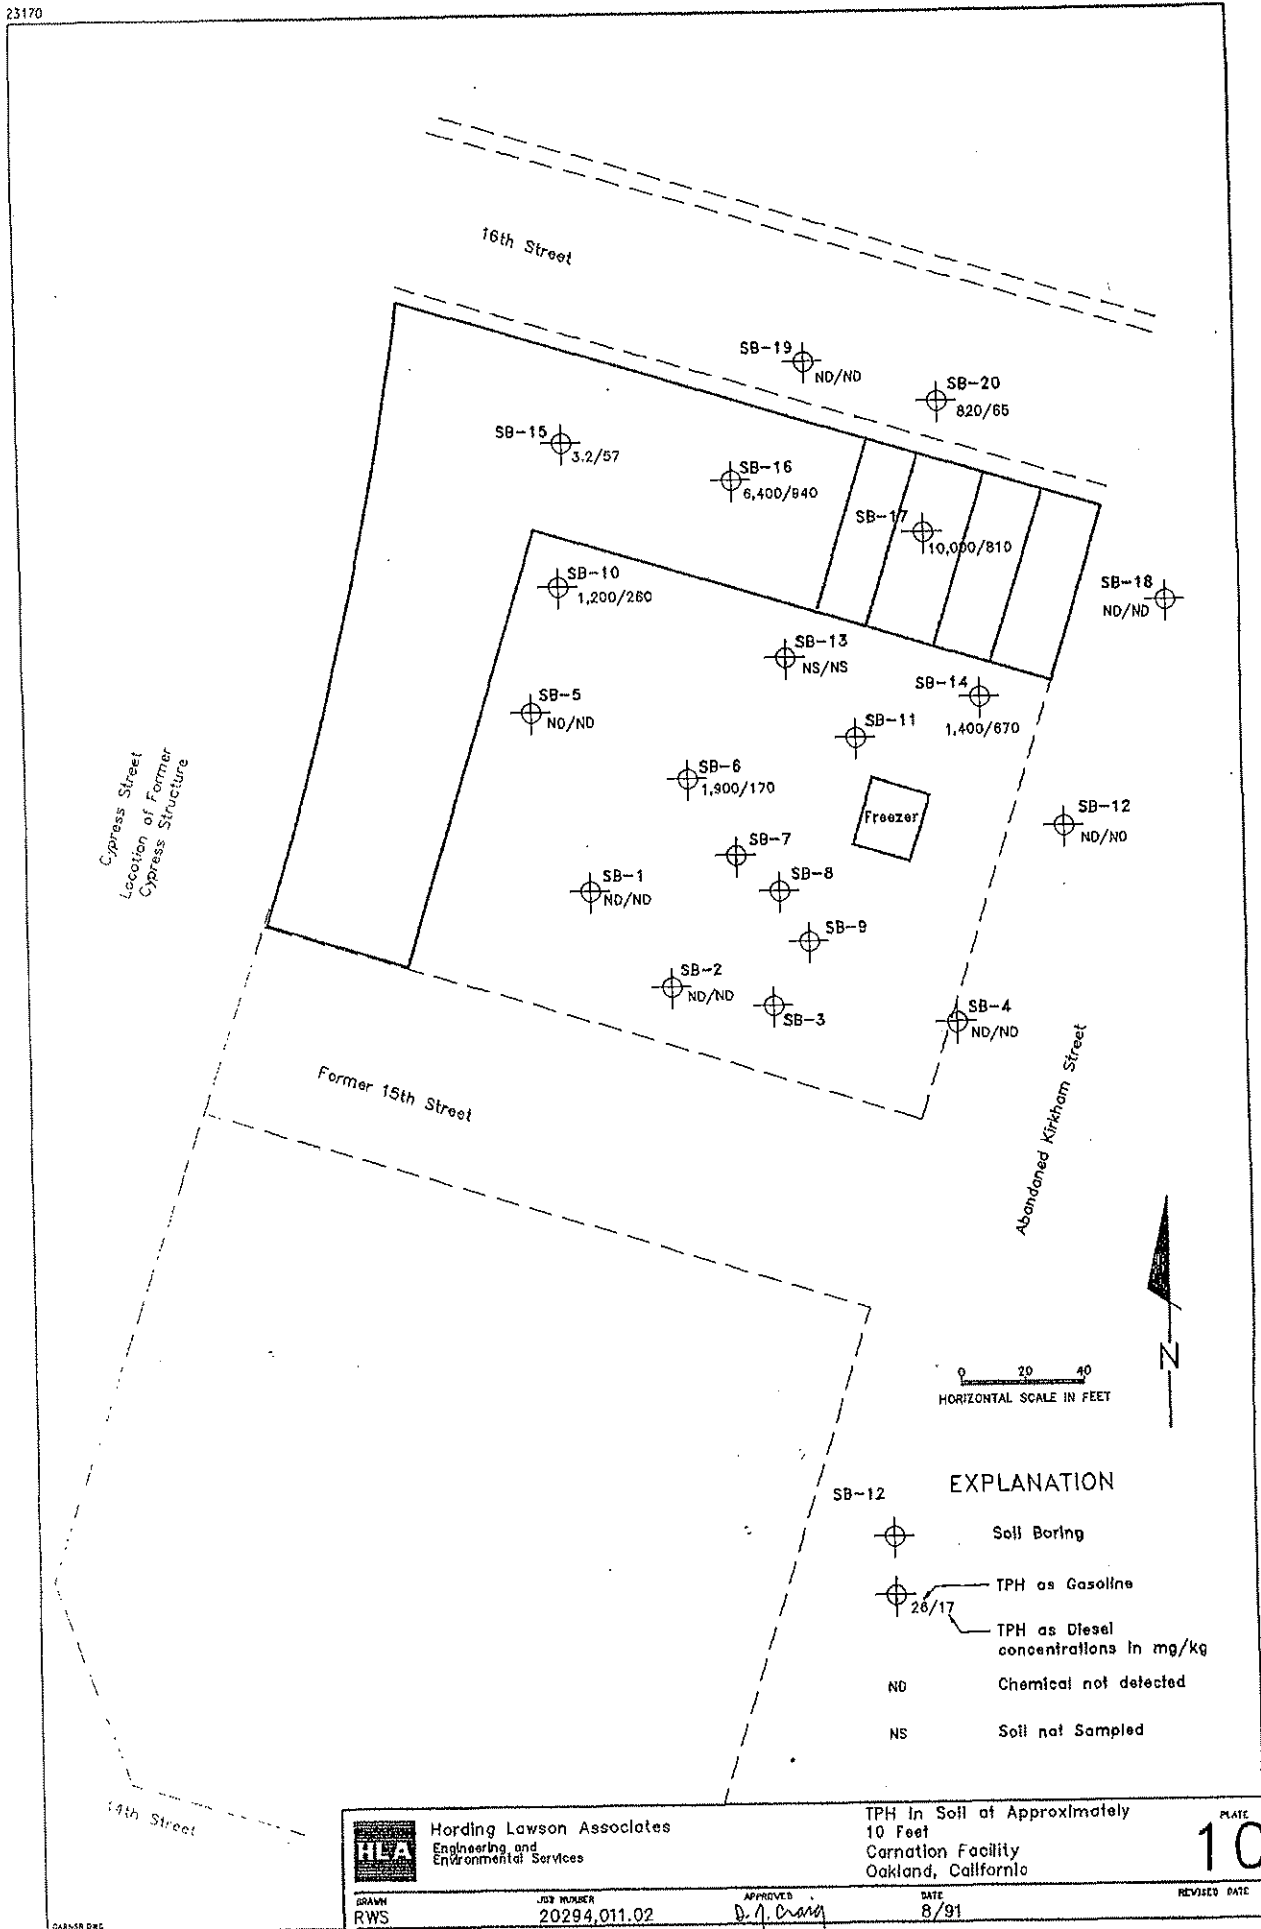 23170
16th Street
SB-19
ND/ND
SB-20
820/65
SB-15
3.2/57
SB-16
6,400/840
SB-17
10,000/810
SB-18
ND/ND
SB-10
1,200/260
SB-13
NS/NS
SB-14
1,400/670
SB-5
ND/ND
SB-11
SB-6
1,900/170
Freezer
SB-12
ND/ND
Cypress Street
Location of Former
Cypress Structure
SB-7
SB-8
SB-1
ND/ND
SB-9
SB-2
ND/ND
SB-3
SB-4
ND/ND
Former 15th Street
Abandoned Kirkham Street
N
0 20 40
HORIZONTAL SCALE IN FEET
EXPLANATION
SB-12
Soil Boring
TPH as Gasoline
26/17
TPH as Diesel
concentrations in mg/kg
ND Chemical not detected
NS Soil not Sampled
14th Street
HLA
Harding Lawson Associates
Engineering and
Environmental Services
TPH in Soil at Approximately
10 Feet
Carnation Facility
Oakland, California
PLATE
10
DRAWN
RWS
JOB NUMBER
20294,011.02
APPROVED
D. J. Craig
DATE
8/91
REVISED DATE